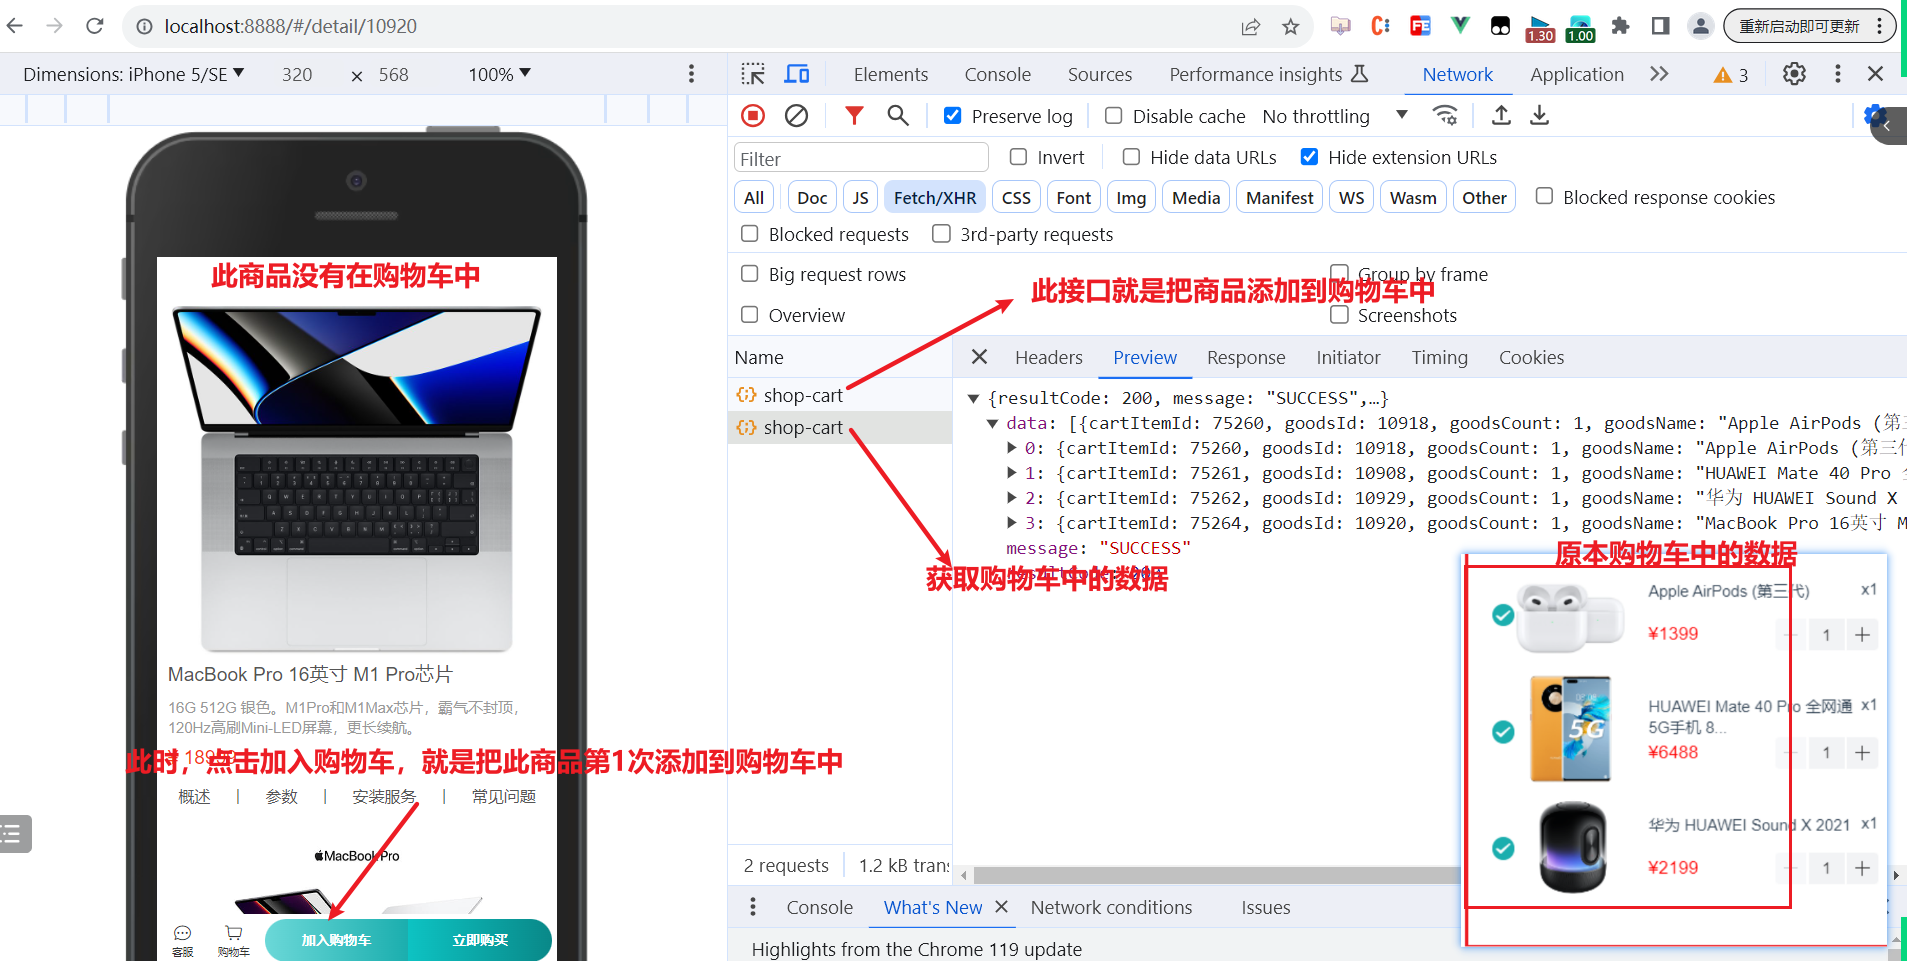 localhost:8888/#/detail/10920
1.30
1.00
重新启动即可更新
Dimensions: iPhone 5/SE
320
×
568
100%
Elements
Console
Sources
Performance insights
Network
Application
3
Preserve log
Disable cache
No throttling
Filter
Invert
Hide data URLs
Hide extension URLs
All
Doc
JS
Fetch/XHR
CSS
Font
Img
Media
Manifest
WS
Wasm
Other
Blocked response cookies
Blocked requests
3rd-party requests
Big request rows
Group by frame
Overview
Screenshots
此接口就是把商品添加到购物车中
Name
shop-cart
shop-cart
Headers
Preview
Response
Initiator
Timing
Cookies
{resultCode: 200, message: "SUCCESS",…}
data: [{cartItemId: 75260, goodsId: 10918, goodsCount: 1, goodsName: "Apple AirPods (第
0: {cartItemId: 75260, goodsId: 10918, goodsCount: 1, goodsName: "Apple AirPods (第三
1: {cartItemId: 75261, goodsId: 10908, goodsCount: 1, goodsName: "HUAWEI Mate 40 Pro
2: {cartItemId: 75262, goodsId: 10929, goodsCount: 1, goodsName: "华为 HUAWEI Sound X
3: {cartItemId: 75264, goodsId: 10920, goodsCount: 1, goodsName: "MacBook Pro 16英寸 M
message: "SUCCESS"
获取购物车中的数据
原本购物车中的数据
Apple AirPods (第三代)
x1
¥1399
1
HUAWEI Mate 40 Pro 全网通
5G手机 8...
x1
5G
¥6488
1
华为 HUAWEI Sound X 2021
x1
¥2199
1
2 requests
1.2 kB
Console
What's New
Network conditions
Issues
Highlights from the Chrome 119 update
此商品没有在购物车中
MacBook Pro 16英寸 M1 Pro芯片
16G 512G 银色。M1Pro和M1Max芯片，霸气不封顶，
120Hz高刷Mini-LED屏幕，更长续航。
此时，点击加入购物车，就是把此商品第1次添加到购物车中
概述
参数
安装服务
常见问题
MacBook Pro
客服
购物车
加入购物车
立即购买